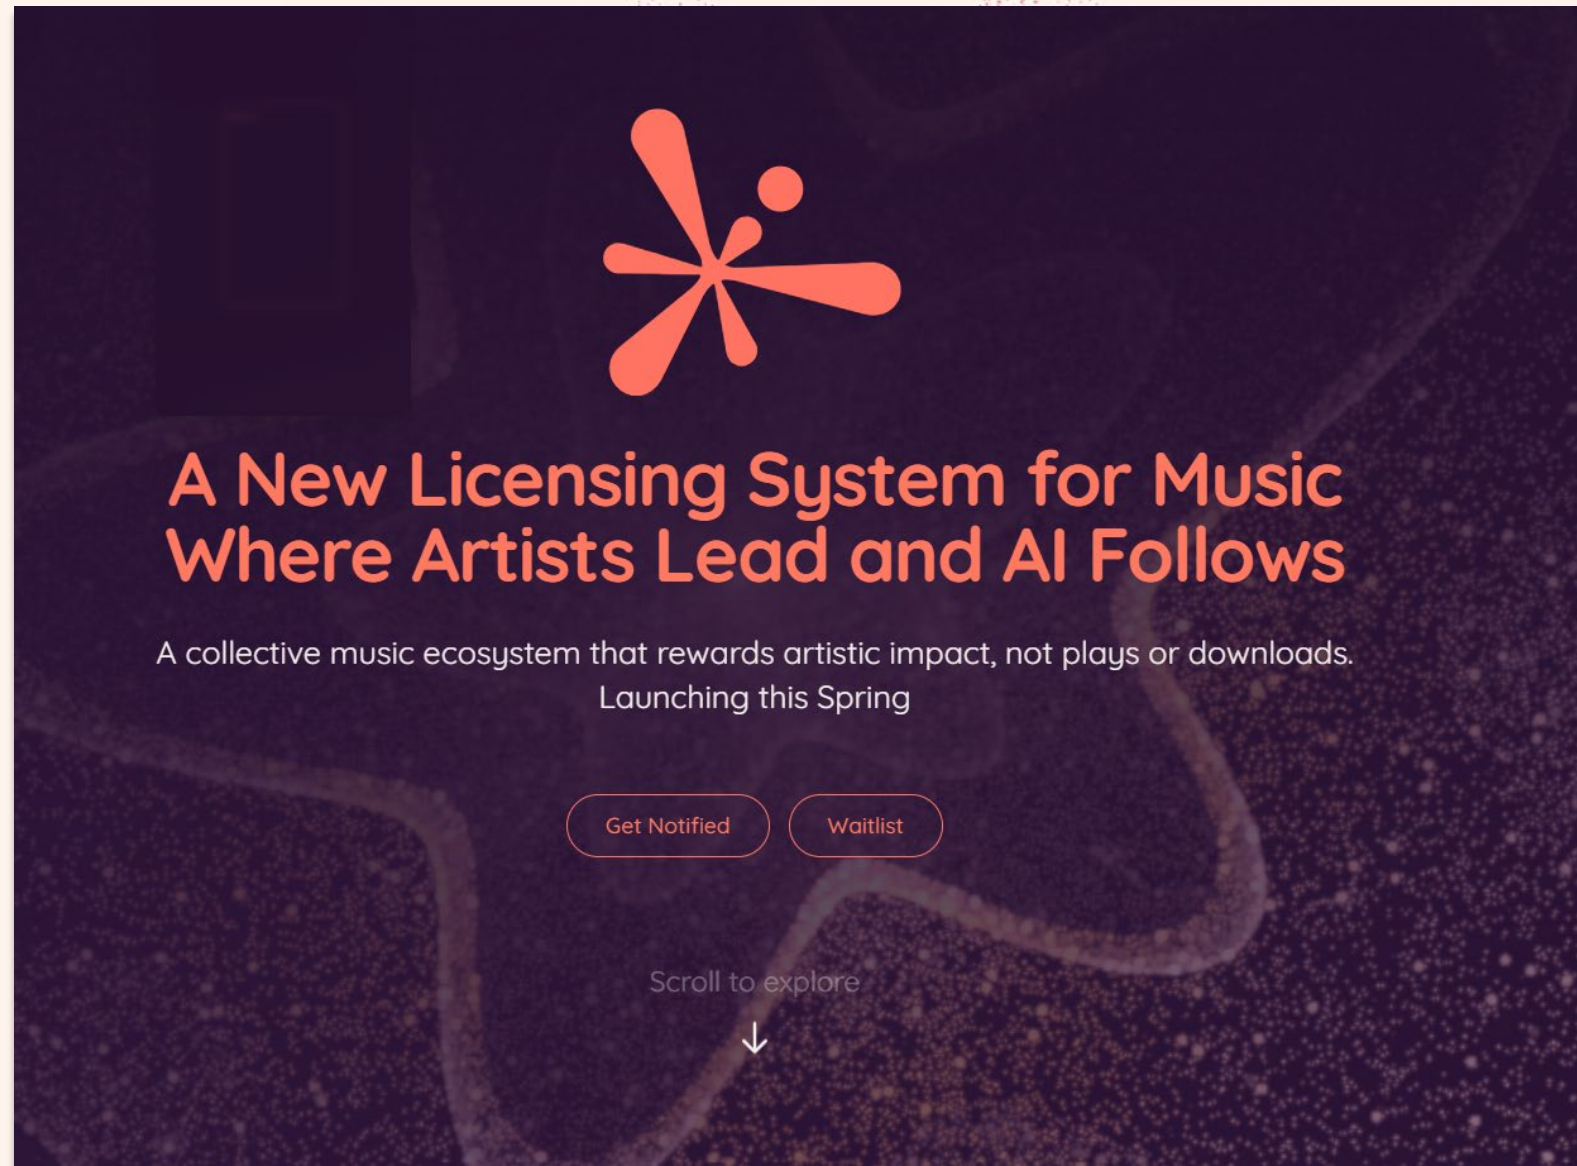 A New Licensing System for Music
Where Artists Lead and AI Follows
A collective music ecosystem that rewards artistic impact, not plays or downloads.
Launching this Spring
Get Notified
Waitlist
Scroll to explore